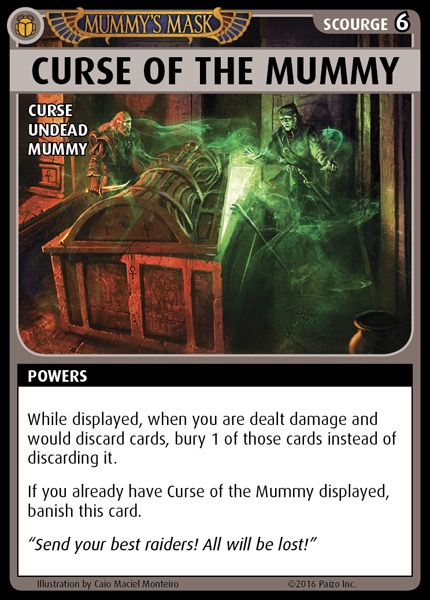 MUMMY'S MASK
SCOURGE 6
CURSE OF THE MUMMY
CURSE
UNDEAD
MUMMY
POWERS
While displayed, when you are dealt damage and
would discard cards, bury 1 of those cards instead of
discarding it.
If you already have Curse of the Mummy displayed,
banish this card.
“Send your best raiders! All will be lost!”
Illustration by Caio Maciel Monteiro
©2016 Paizo Inc.